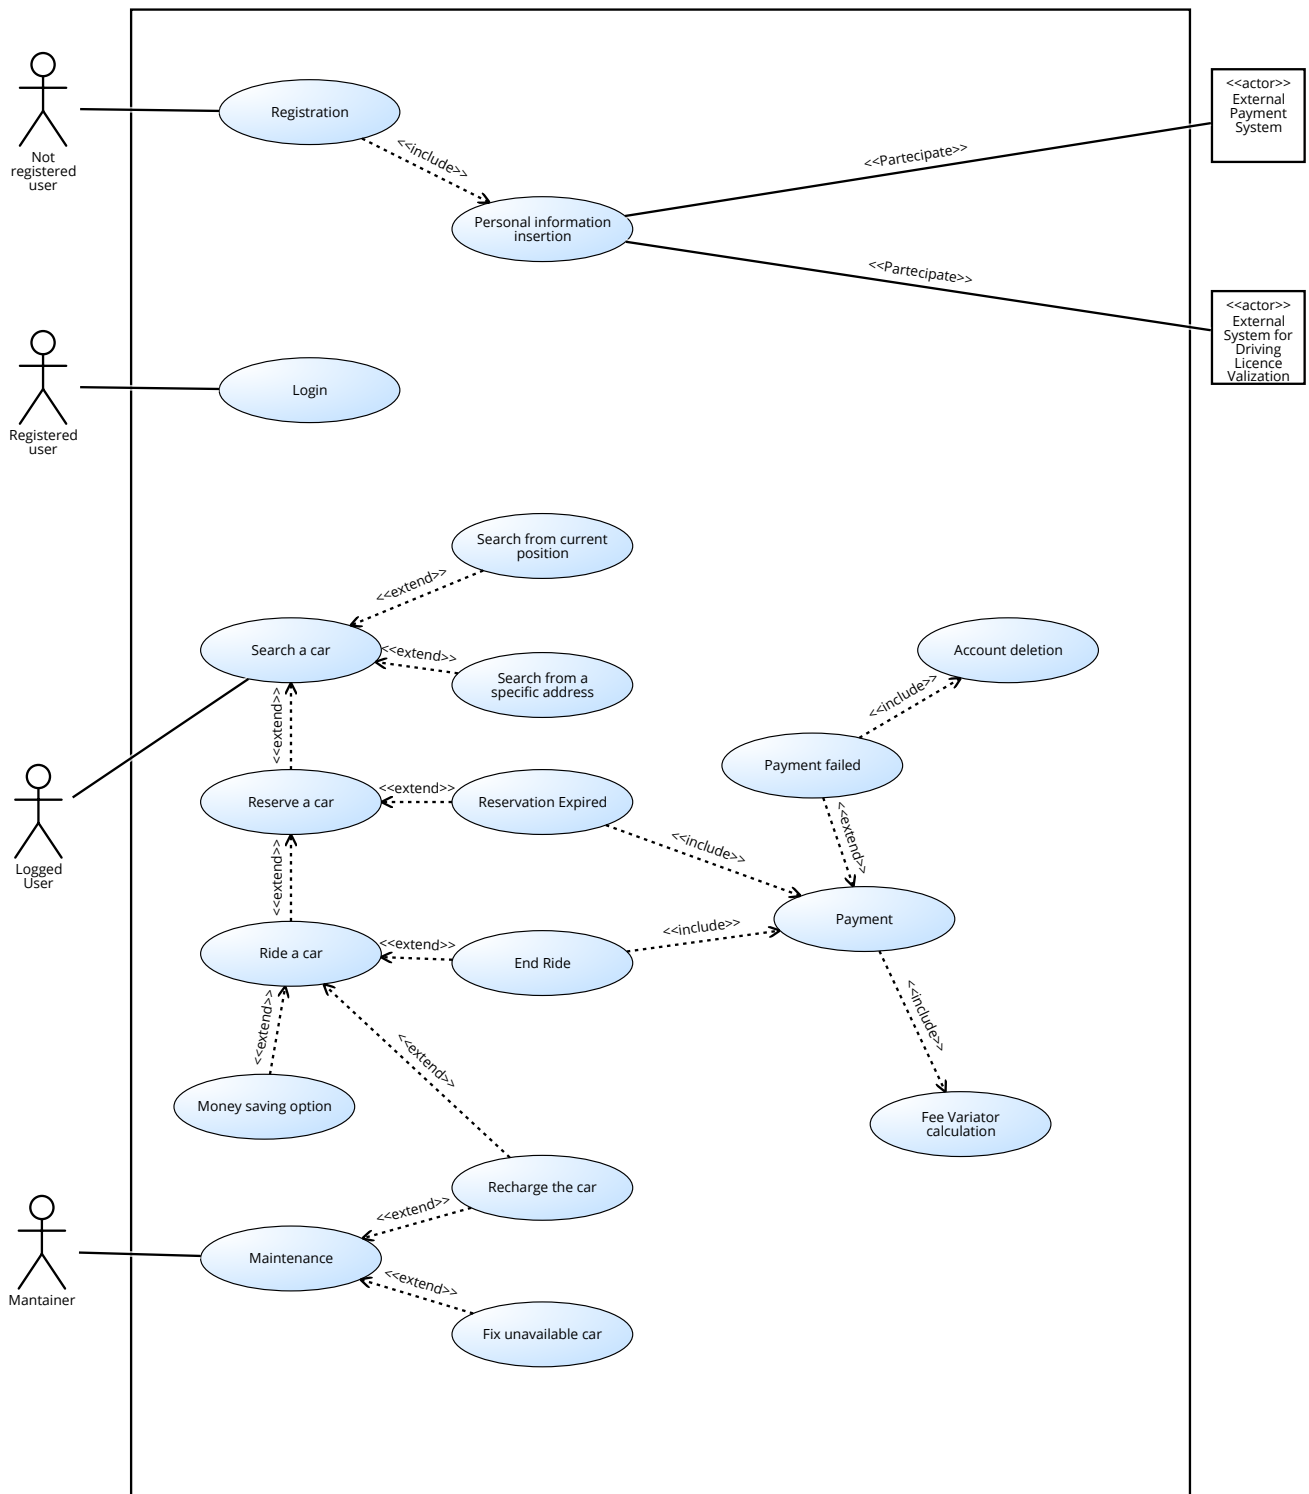 <<actor>>
External
Payment
System
Registration
<<include>>
Not
registered
user
<<Partecipate>>
Personal information
insertion
<<Partecipate>>
<<actor>>
External
System for
Driving
Licence
Valization
Login
Registered
user
Search from current
position
<<extend>>
Search a car
<<extend>>
Search from a
specific address
Account deletion
<<include>>
<<extend>>
Payment failed
Reserve a car
<<extend>>
Reservation Expired
<<include>>
<<extend>>
Logged
User
<<extend>>
Payment
Ride a car
<<extend>>
End Ride
<<include>>
<<extend>>
<<extend>>
<<include>>
Money saving option
Fee Variator
calculation
Recharge the car
<<extend>>
Maintenance
<<extend>>
Mantainer
Fix unavailable car